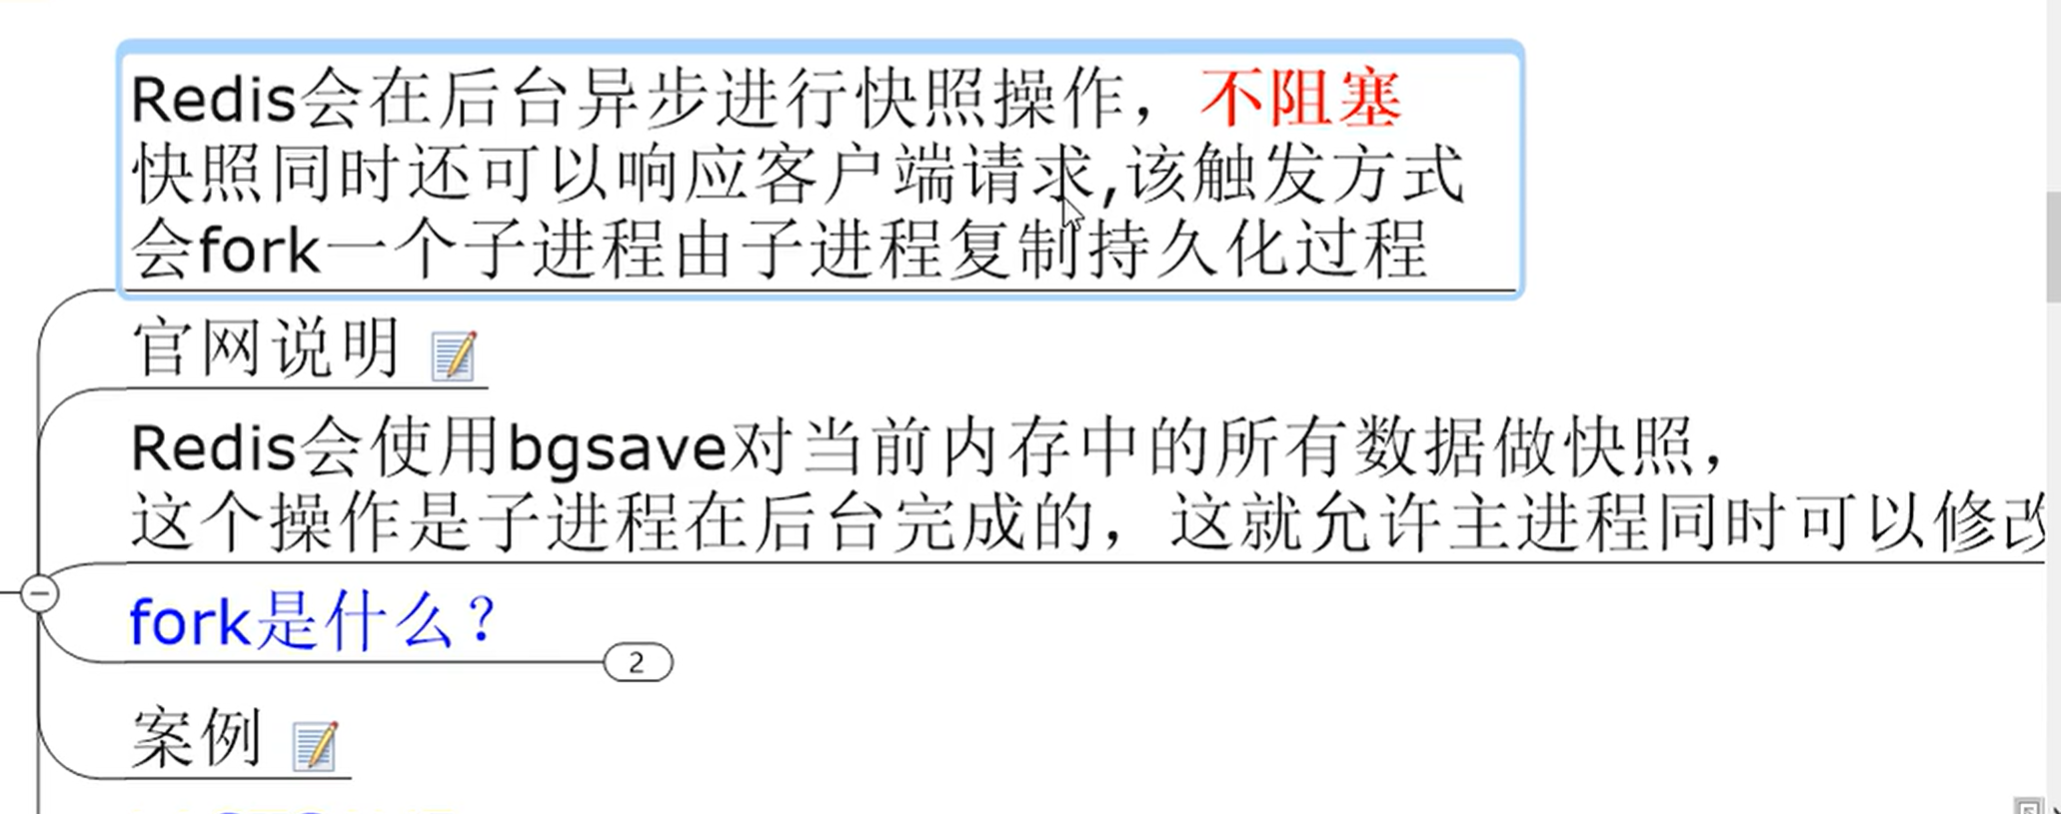 Redis会在后台异步进行快照操作，不阻塞
快照同时还可以响应客户端请求,该触发方式
会fork一个子进程由子进程复制持久化过程
官网说明
Redis会使用bgsave对当前内存中的所有数据做快照，
这个操作是子进程在后台完成的，这就允许主进程同时可以修改
fork是什么？
2
案例